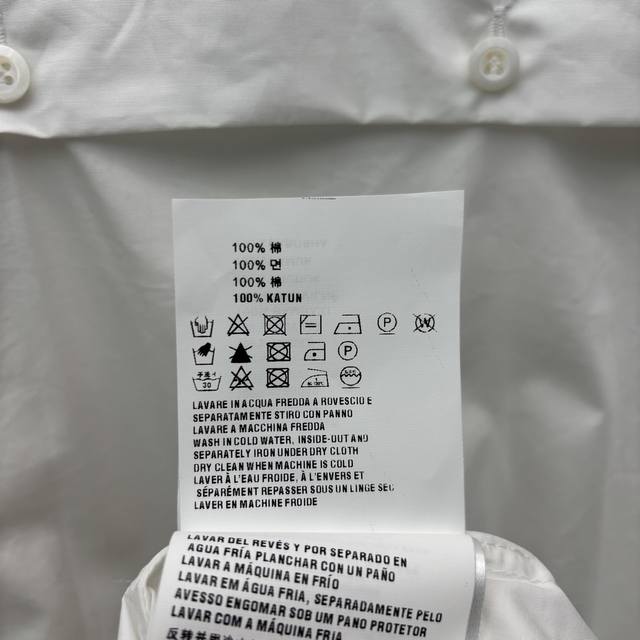 100% 棉
100% 면
100% 棉
100% KATUN
P W
P
手洗イ
30
LAVARE IN ACQUA FREDDA A ROVESCIO E
SEPARATAMENTE STIRO CON PANNO
LAVARE A MACCHINA FREDDA
WASH IN COLD WATER, INSIDE-OUT AND
SEPARATELY IRON UNDER DRY CLOTH
DRY CLEAN WHEN MACHINE IS COLD
LAVER À L'EAU FROIDE, À L'ENVERS ET
SÉPARÉMENT REPASSER SOUS UN LINGE SEC
LAVER EN MACHINE FROIDE
LAVAR DEL REVÉS Y POR SEPARADO EN
AGUA FRÍA PLANCHAR CON UN PAÑO
LAVAR A MÁQUINA EN FRÍO
LAVAR EM ÁGUA FRIA, SEPARADAMENTE PELO
AVESSO ENGOMAR SOB UM PANO PROTETOR
LAVAR COM A MÁQUINA FRIA